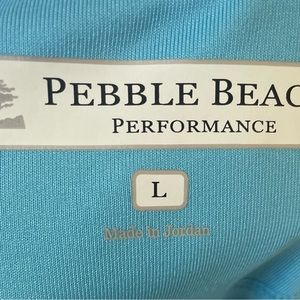 PEBBLE BEAC
PERFORMANCE
L
Made in Jordan